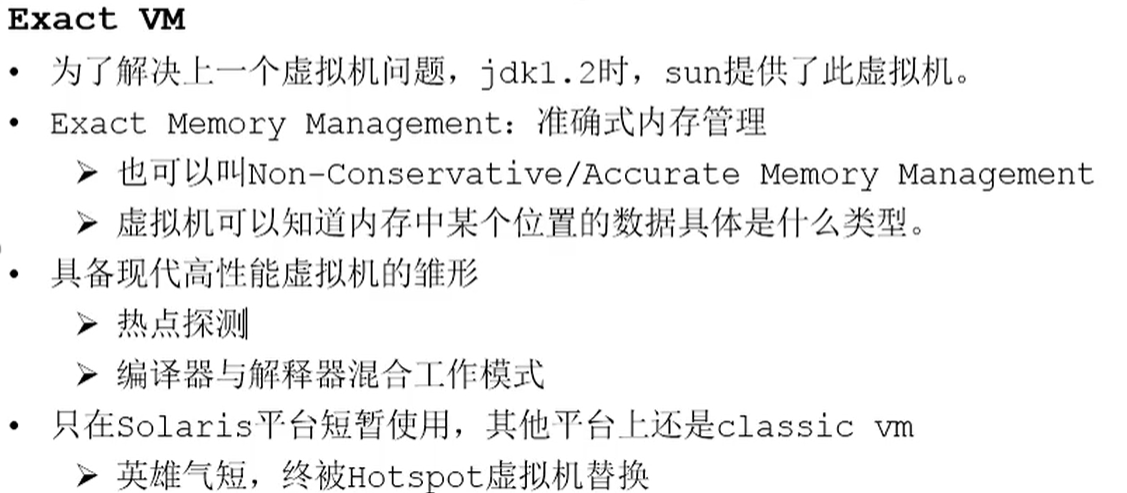 Exact VM
• 为了解决上一个虚拟机问题，jdk1.2时，sun提供了此虚拟机。
• Exact Memory Management：准确式内存管理
➢ 也可以叫Non-Conservative/Accurate Memory Management
➢ 虚拟机可以知道内存中某个位置的数据具体是什么类型。
• 具备现代高性能虚拟机的雏形
➢ 热点探测
➢ 编译器与解释器混合工作模式
• 只在Solaris平台短暂使用，其他平台上还是classic vm
➢ 英雄气短，终被Hotspot虚拟机替换